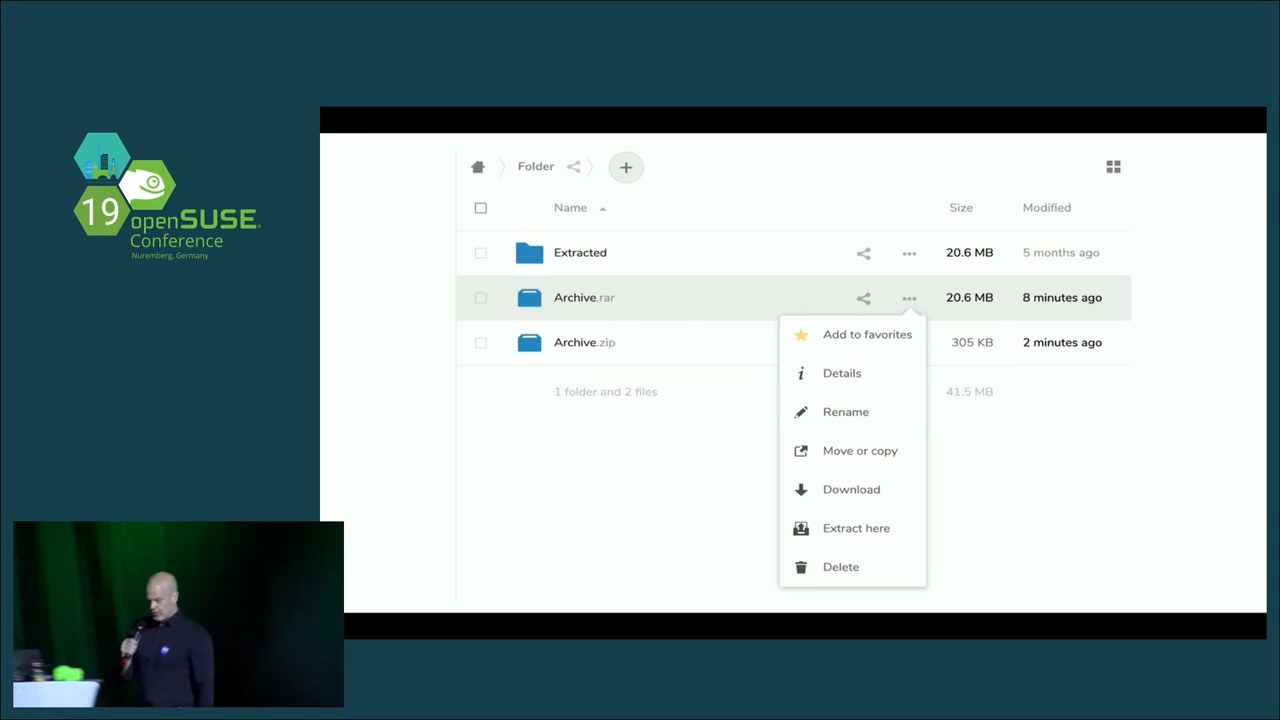 19
openSUSE
Conference
Nuremberg, Germany
Folder
Name Size Modified
Extracted 20.6 MB 5 months ago
Archive.rar 20.6 MB 8 minutes ago
Archive.zip 305 KB 2 minutes ago
1 folder and 2 files 41.5 MB
Add to favorites
Details
Rename
Move or copy
Download
Extract here
Delete